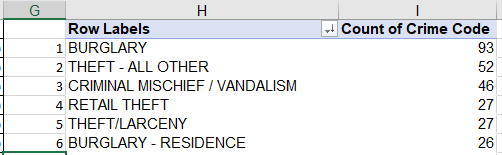 G H I
Row Labels Count of Crime Code
1 BURGLARY 93
2 THEFT - ALL OTHER 52
3 CRIMINAL MISCHIEF / VANDALISM 46
4 RETAIL THEFT 27
5 THEFT/LARCENY 27
6 BURGLARY - RESIDENCE 26